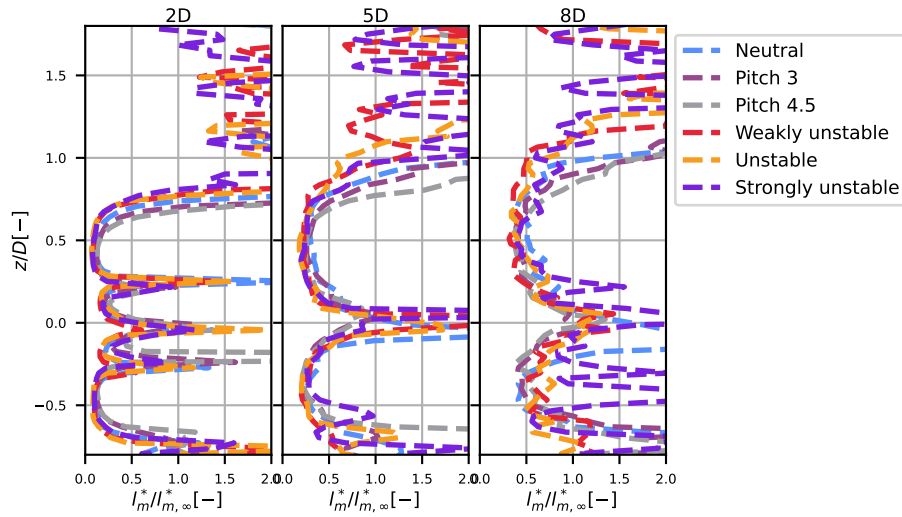 2D 5D 8D
Neutral
Pitch 3
Pitch 4.5
Weakly unstable
Unstable
Strongly unstable
1.5
1.0
0.5
0.0
−0.5
z/D[−]
0.0 0.5 1.0 1.5 2.0 0.0 0.5 1.0 1.5 2.0 0.0 0.5 1.0 1.5 2.0
l*m/l*m,∞[−] l*m/l*m,∞[−] l*m/l*m,∞[−]